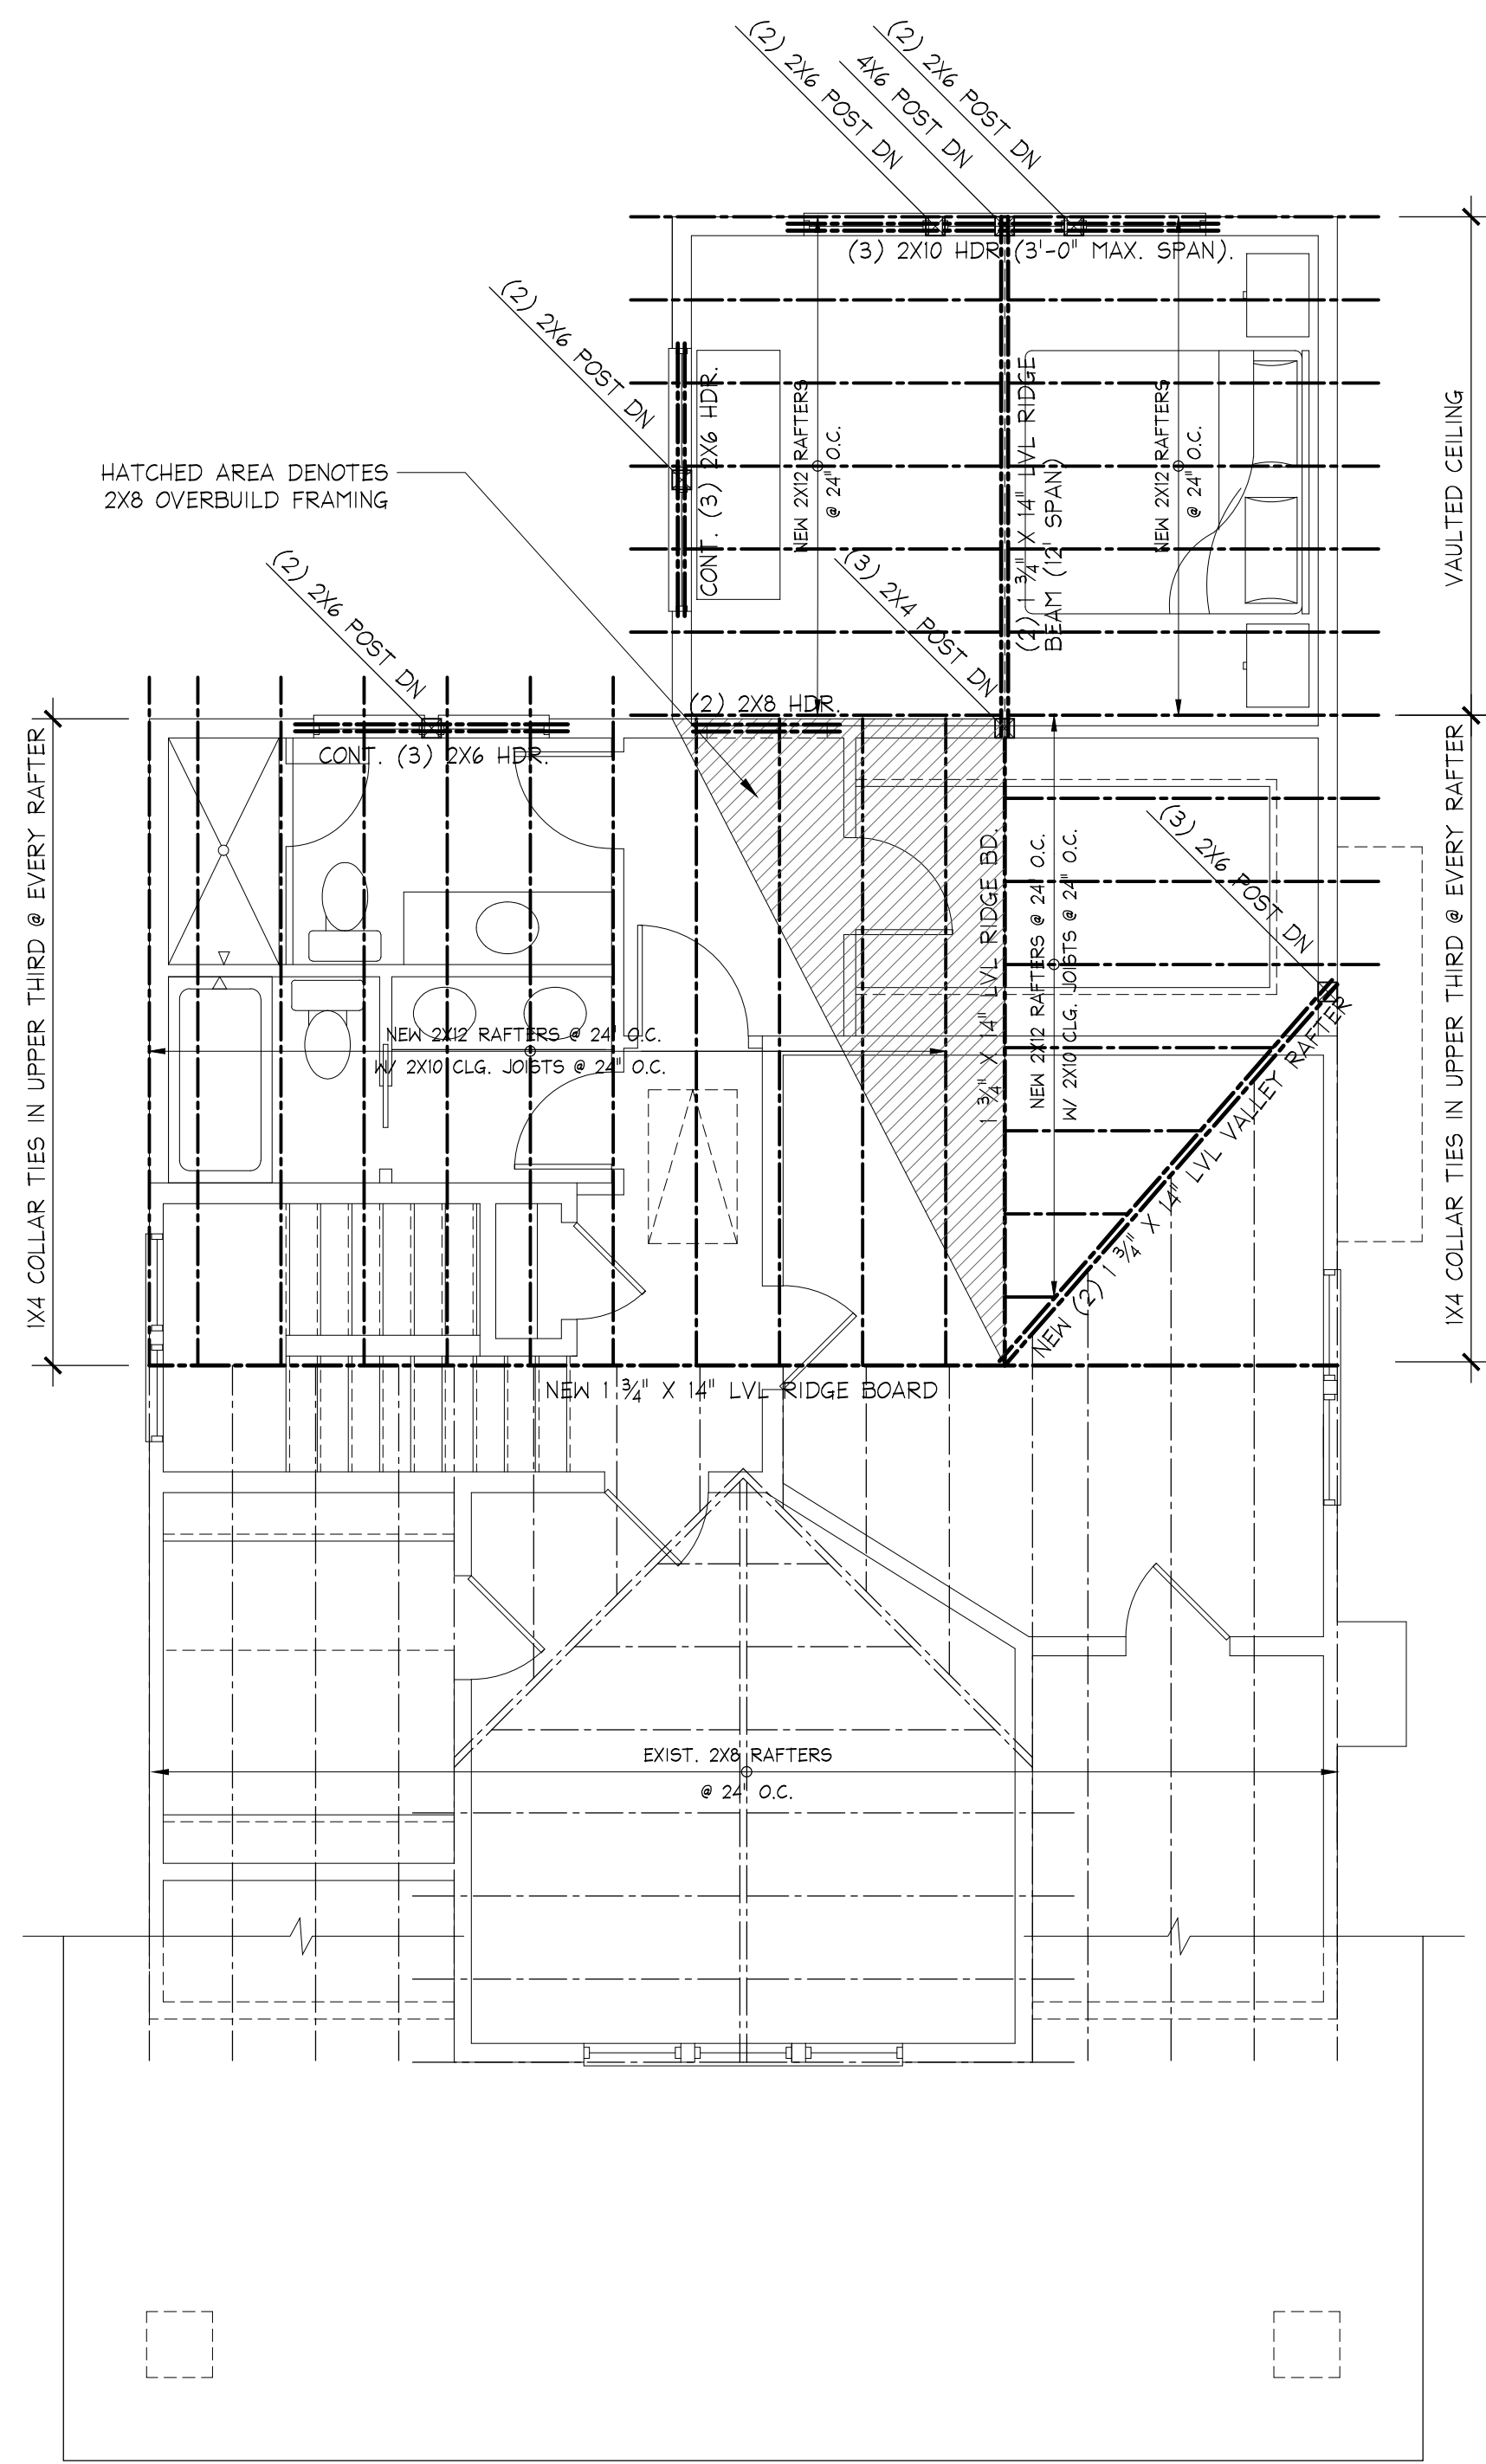 (2) 2X6 POST DN
4X6 POST DN
(2) 2X6 POST DN
(3) 2X10 HDR (3'-0" MAX. SPAN).
(2) 2X6 POST DN
CONT. (3) 2X6 HDR.
NEW 2X12 RAFTERS
@ 24" O.C.
(2) 1 ¾" X 14" LVL RIDGE
BEAM (12' SPAN)
NEW 2X12 RAFTERS
@ 24" O.C.
VAULTED CEILING
HATCHED AREA DENOTES
2X8 OVERBUILD FRAMING
(2) 2X6 POST DN
(3) 2X4 POST DN
(2) 2X8 HDR.
CONT. (3) 2X6 HDR.
1X4 COLLAR TIES IN UPPER THIRD @ EVERY RAFTER
1X4 COLLAR TIES IN UPPER THIRD @ EVERY RAFTER
(3) 2X6 POST DN
1 ¾" X 14" LVL RIDGE BD.
NEW 2X12 RAFTERS @ 24" O.C.
W/ 2X10 CLG. JOISTS @ 24" O.C.
NEW 2X12 RAFTERS @ 24" O.C.
W/ 2X10 CLG. JOISTS @ 24" O.C.
NEW (2) 1 ¾" X 14" LVL VALLEY RAFTER
NEW 1 ¾" X 14" LVL RIDGE BOARD
EXIST. 2X8 RAFTERS
@ 24" O.C.